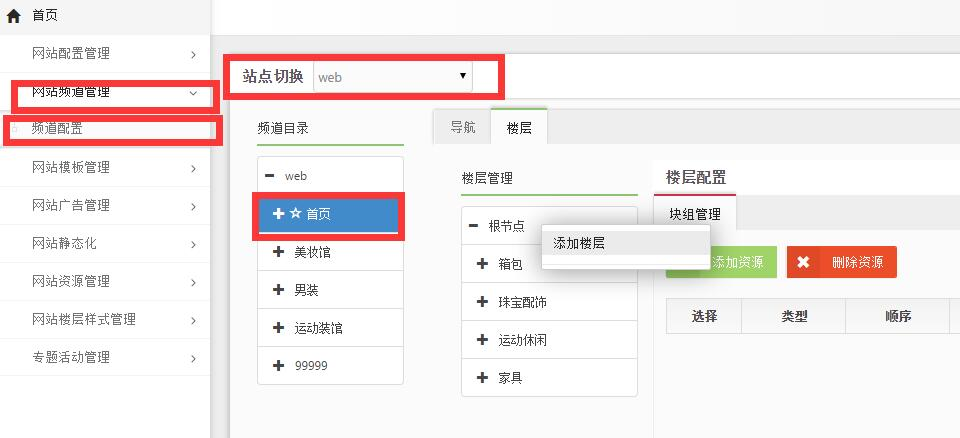 首页
网站配置管理
网站频道管理
频道配置
网站模板管理
网站广告管理
网站静态化
网站资源管理
网站楼层样式管理
专题活动管理
站点切换 web
频道目录
web
首页
美妆馆
男装
运动装馆
99999
导航 楼层
楼层管理
根节点
箱包
珠宝配饰
运动休闲
家具
添加楼层
楼层配置
块组管理
添加资源 删除资源
选择 类型 顺序